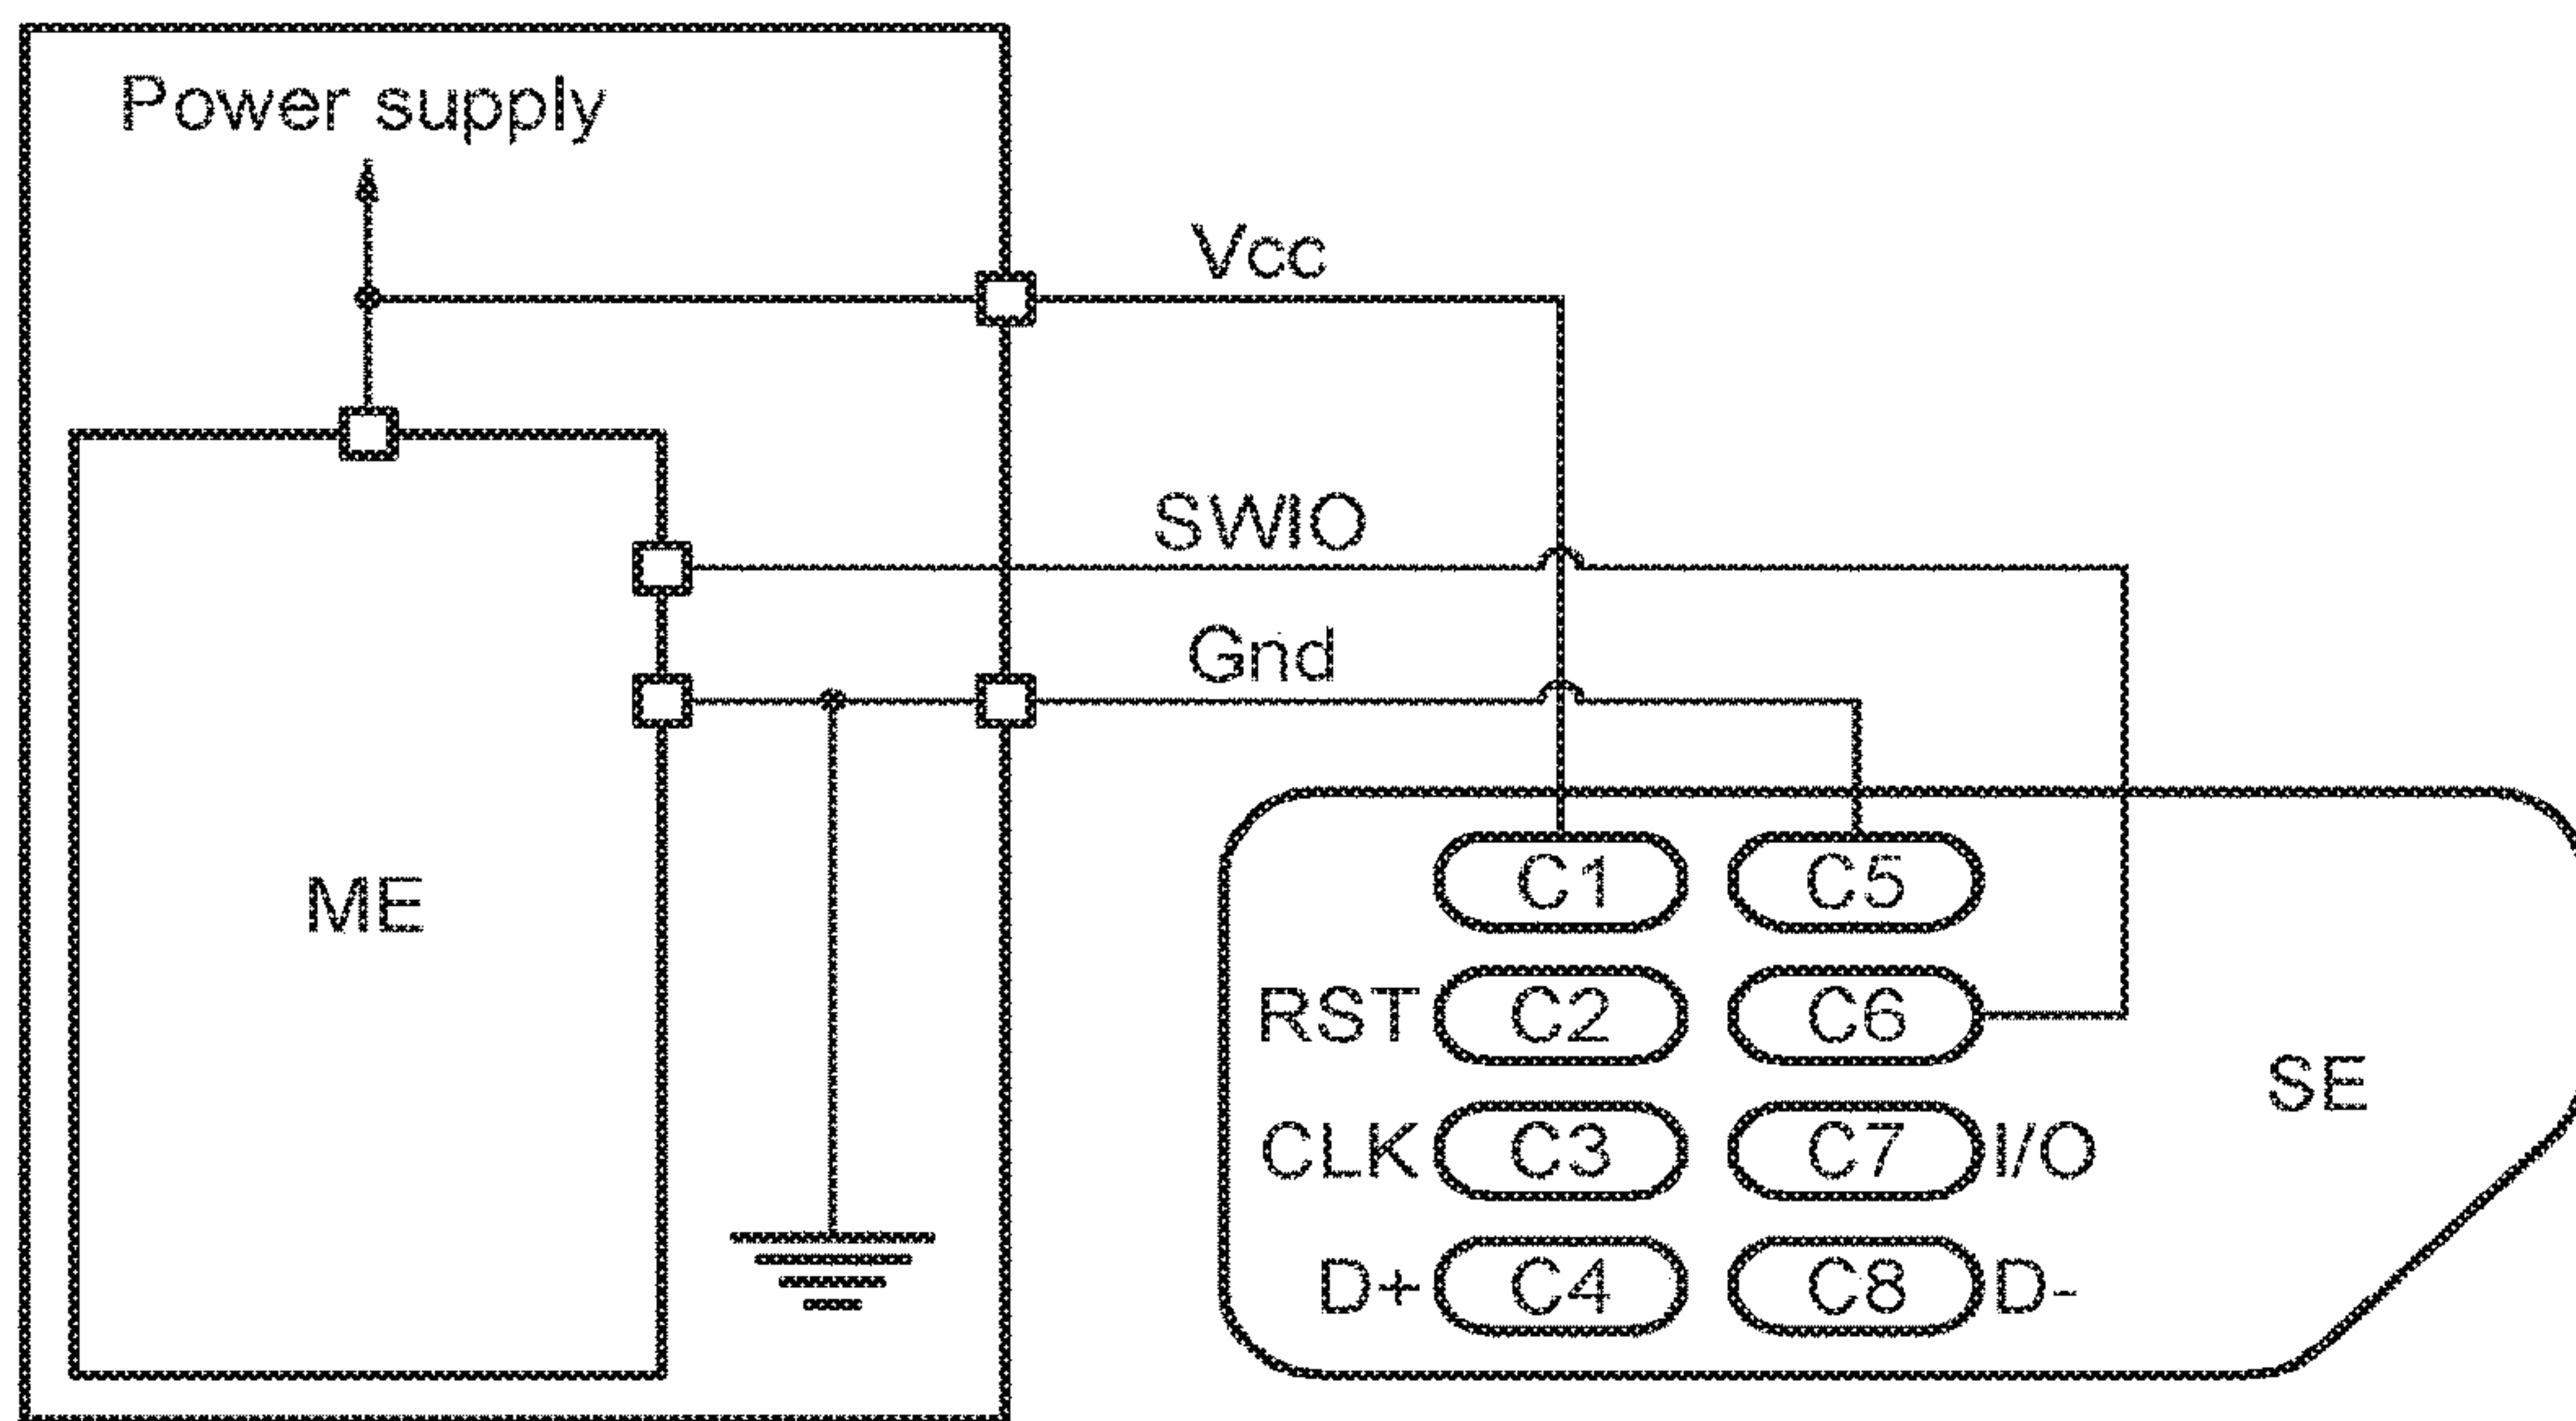 Power supply
Vcc
SWIO
Gnd
ME
C1 C5
RST C2 C6
SE
CLK C3 C7 I/O
D+ C4 C8 D-